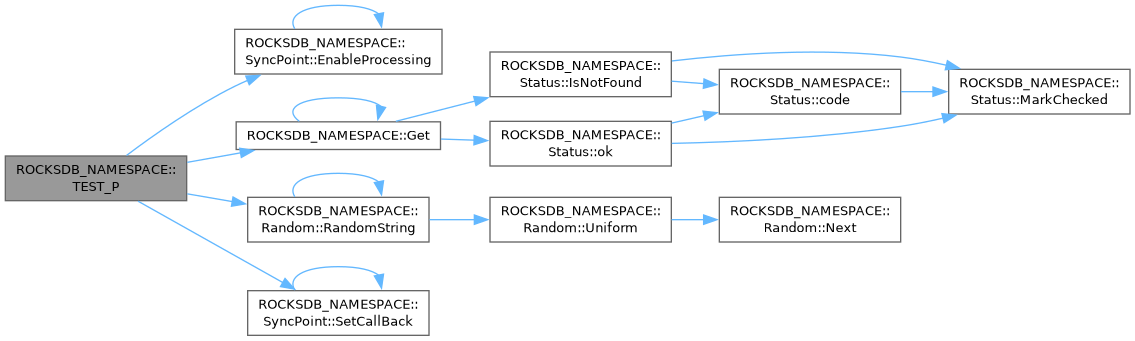 ROCKSDB_NAMESPACE::
TEST_P
ROCKSDB_NAMESPACE::
SyncPoint::EnableProcessing
ROCKSDB_NAMESPACE::Get
ROCKSDB_NAMESPACE::
Status::IsNotFound
ROCKSDB_NAMESPACE::
Status::code
ROCKSDB_NAMESPACE::
Status::MarkChecked
ROCKSDB_NAMESPACE::
Status::ok
ROCKSDB_NAMESPACE::
Random::RandomString
ROCKSDB_NAMESPACE::
Random::Uniform
ROCKSDB_NAMESPACE::
Random::Next
ROCKSDB_NAMESPACE::
SyncPoint::SetCallBack